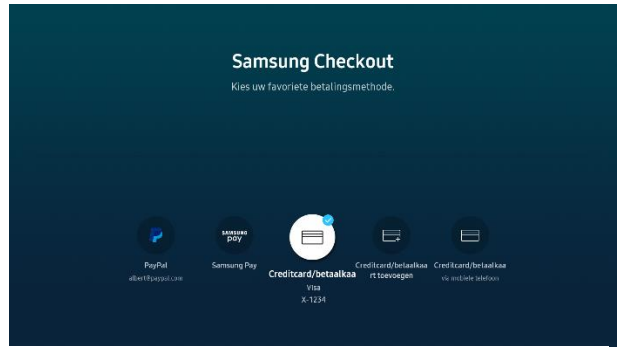 Samsung Checkout
Kies uw favoriete betalingsmethode.
SAMSUNG
pay
PayPal
albert@paypal.com
Samsung Pay
Creditcard/betaalkaa
Visa
X-1234
Creditcard/betaalkaa
rt toevoegen
Creditcard/betaalkaa
via mobiele telefoon